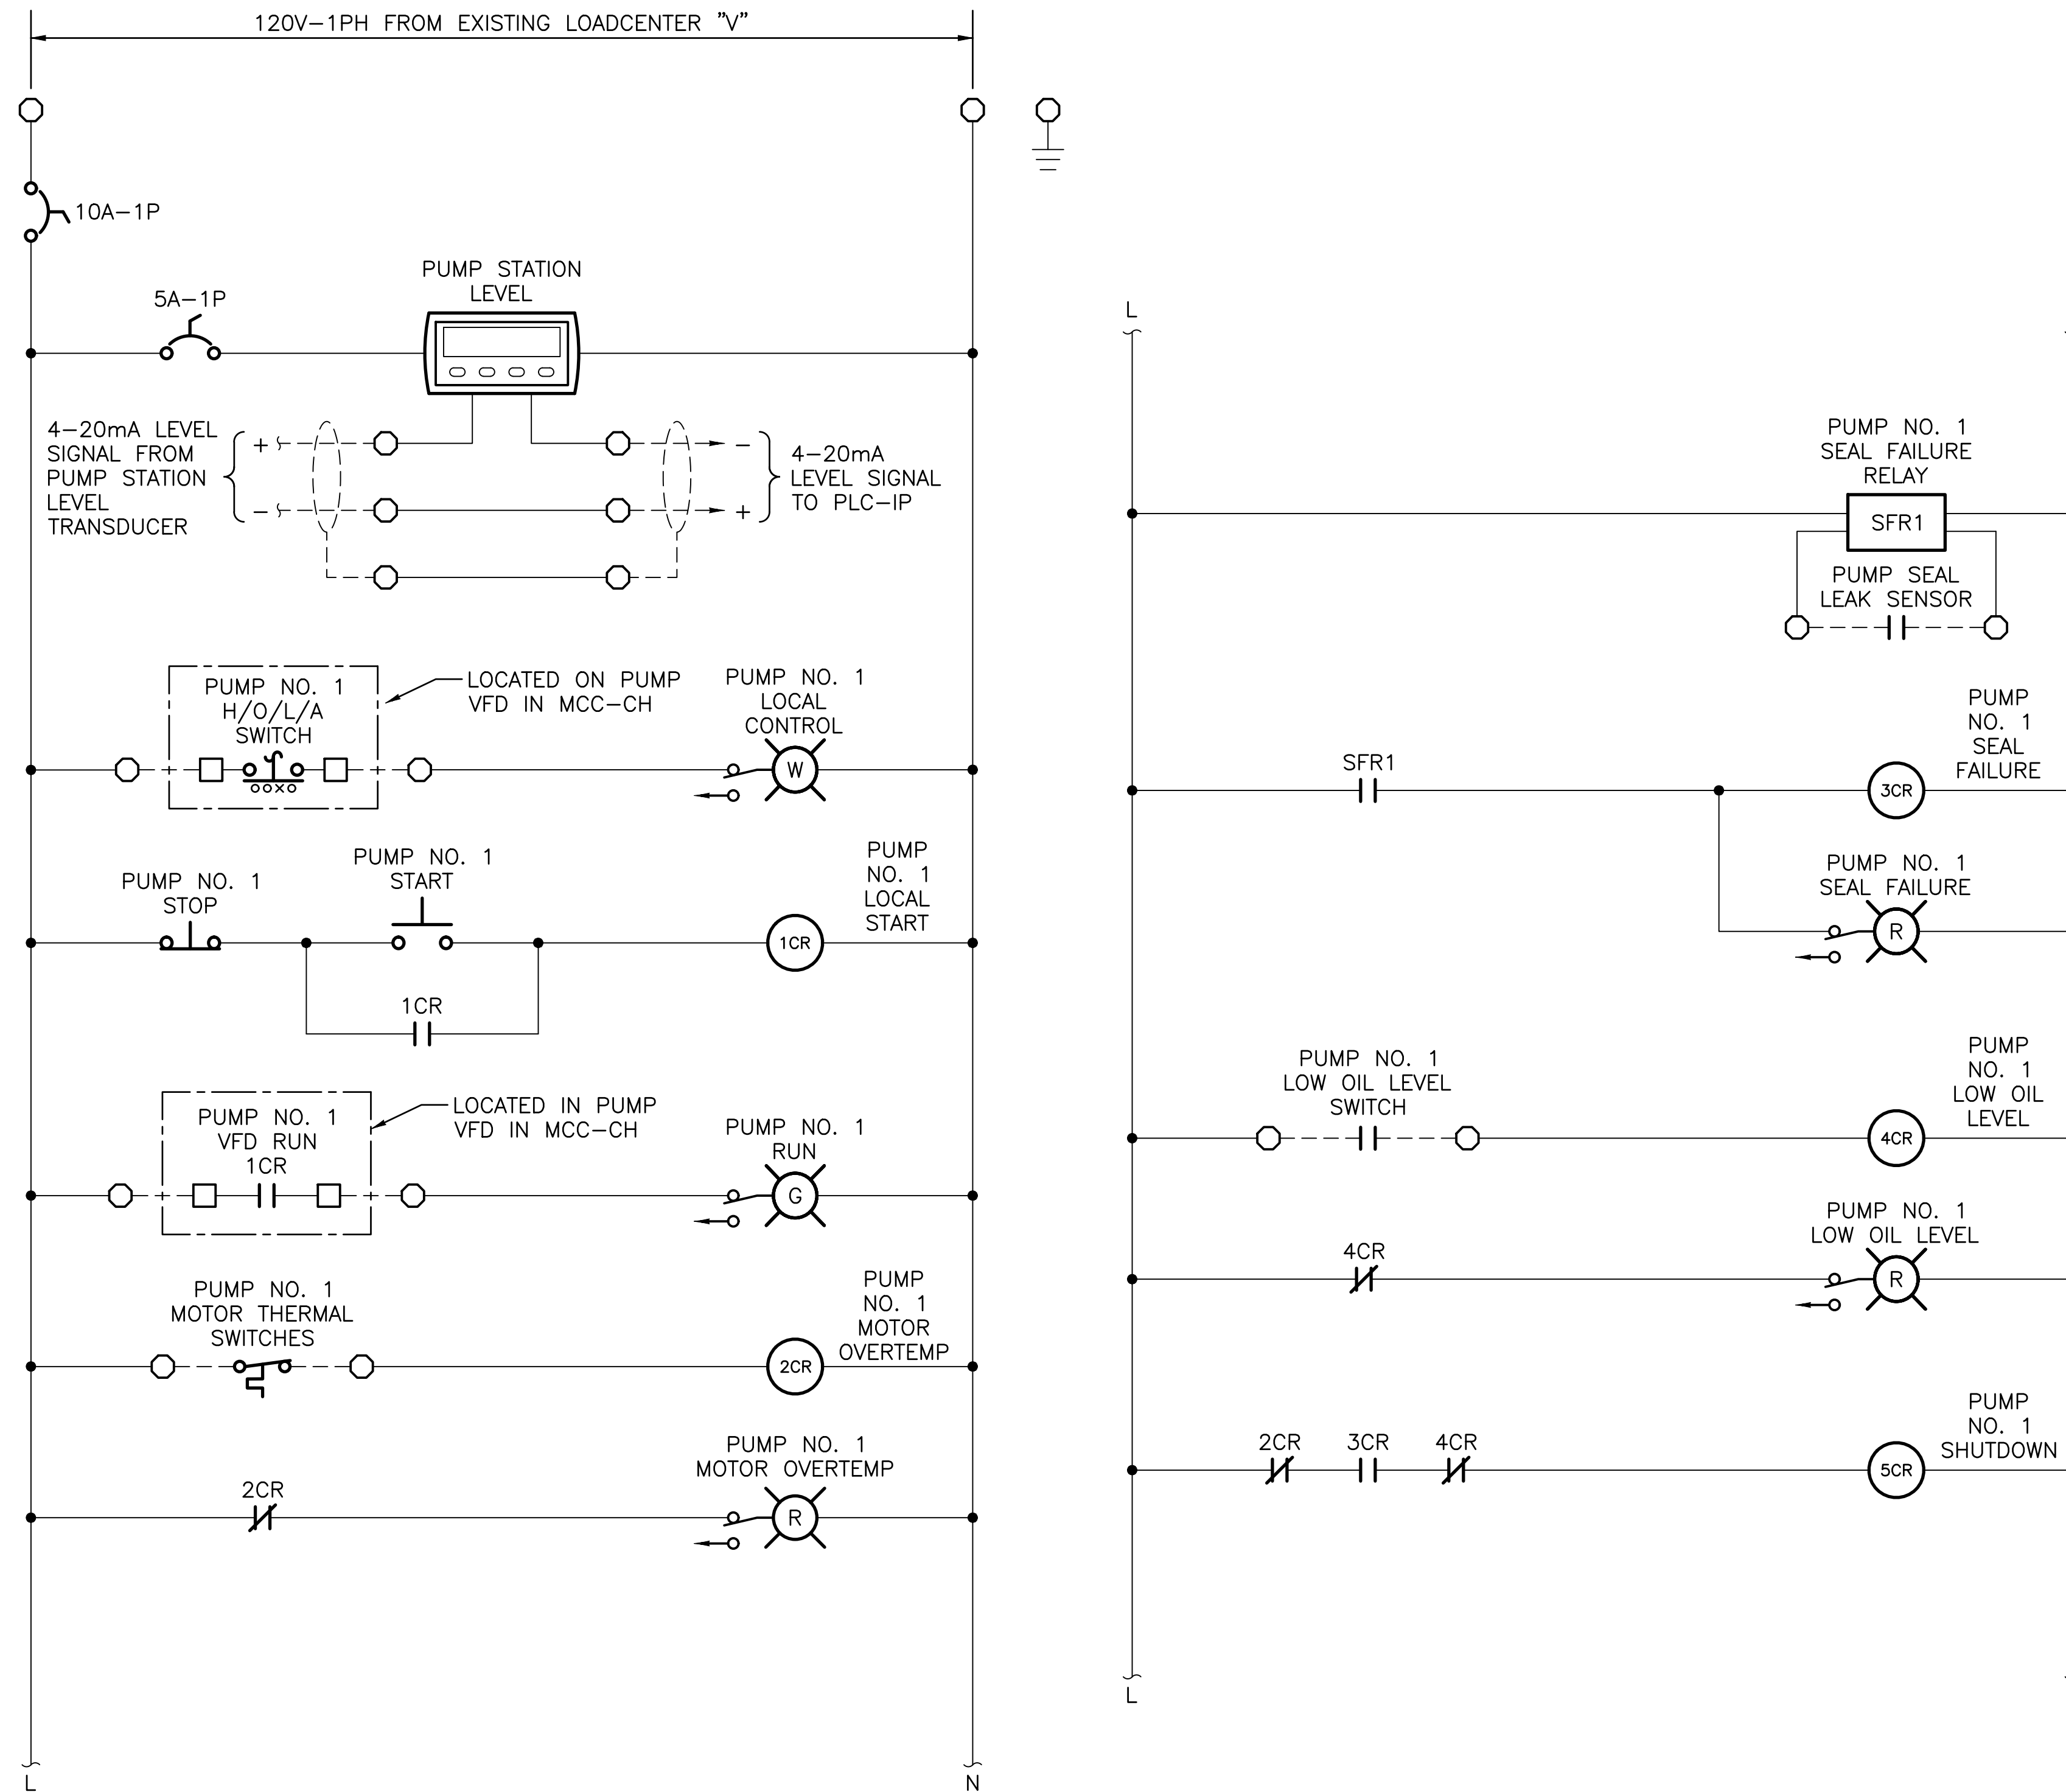 120V-1PH FROM EXISTING LOADCENTER "V"
10A-1P
5A-1P
PUMP STATION
LEVEL
4-20mA LEVEL
SIGNAL FROM
PUMP STATION
LEVEL
TRANSDUCER
+
-
-
+
4-20mA
LEVEL SIGNAL
TO PLC-IP
PUMP NO. 1
H/O/L/A
SWITCH
OOXO
LOCATED ON PUMP
VFD IN MCC-CH
PUMP NO. 1
LOCAL
CONTROL
W
PUMP NO. 1
STOP
PUMP NO. 1
START
1CR
1CR
PUMP
NO. 1
LOCAL
START
PUMP NO. 1
VFD RUN
1CR
LOCATED IN PUMP
VFD IN MCC-CH
PUMP NO. 1
RUN
G
PUMP NO. 1
MOTOR THERMAL
SWITCHES
2CR
PUMP
NO. 1
MOTOR
OVERTEMP
2CR
PUMP NO. 1
MOTOR OVERTEMP
R
L
N
L
PUMP NO. 1
SEAL FAILURE
RELAY
SFR1
PUMP SEAL
LEAK SENSOR
SFR1
3CR
PUMP
NO. 1
SEAL
FAILURE
PUMP NO. 1
SEAL FAILURE
R
PUMP NO. 1
LOW OIL LEVEL
SWITCH
4CR
PUMP
NO. 1
LOW OIL
LEVEL
4CR
PUMP NO. 1
LOW OIL LEVEL
R
2CR
3CR
4CR
5CR
PUMP
NO. 1
SHUTDOWN
L